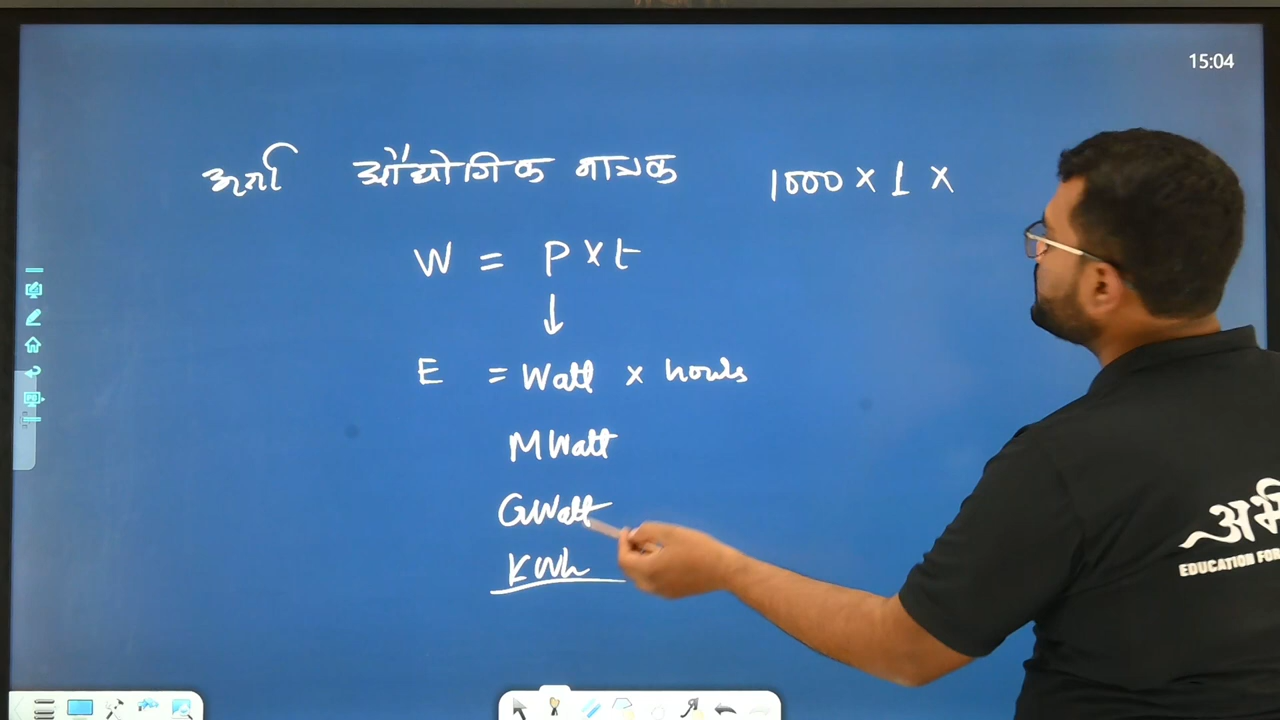 15:04
ऊर्जा औद्योगिक मात्रक 1000 × 1 ×
W = P × t
↓
E = Watt × hours
MWatt
GWatt
KWh
EDUCATION FOR